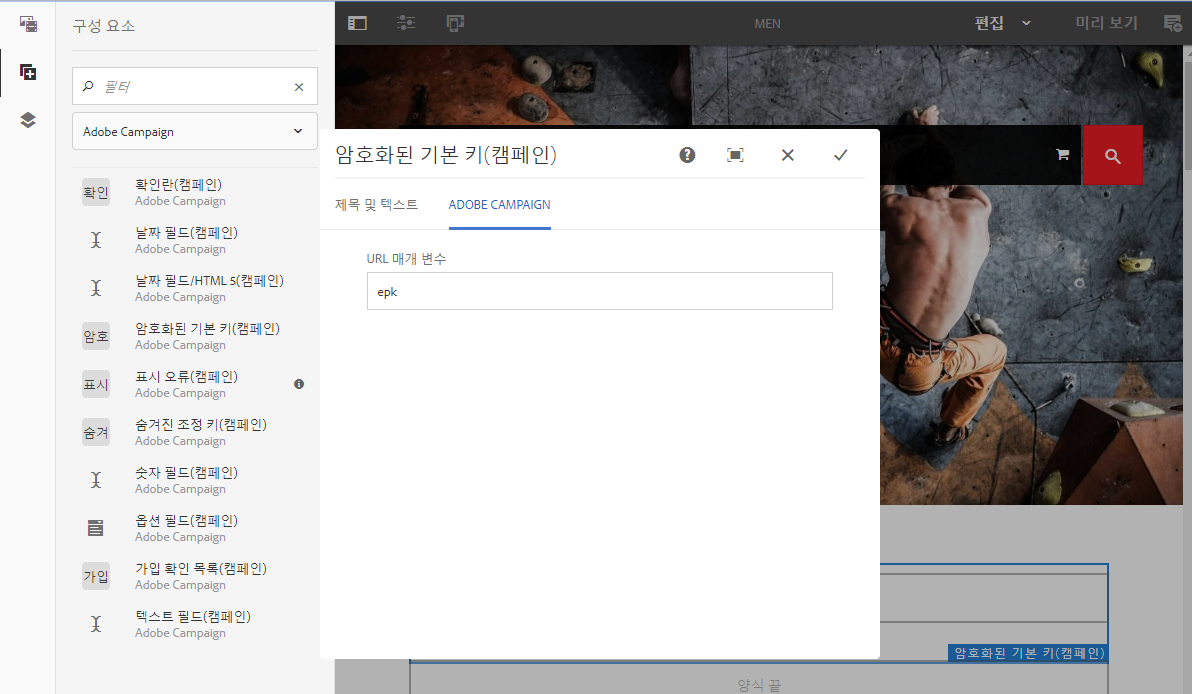 구성 요소
필터
Adobe Campaign
확인
확인란(캠페인)
Adobe Campaign
날짜 필드(캠페인)
Adobe Campaign
날짜 필드/HTML 5(캠페인)
Adobe Campaign
암호
암호화된 기본 키(캠페인)
Adobe Campaign
표시
표시 오류(캠페인)
Adobe Campaign
숨겨
숨겨진 조정 키(캠페인)
Adobe Campaign
숫자 필드(캠페인)
Adobe Campaign
옵션 필드(캠페인)
Adobe Campaign
가입
가입 확인 목록(캠페인)
Adobe Campaign
텍스트 필드(캠페인)
Adobe Campaign
MEN
편집
미리 보기
암호화된 기본 키(캠페인)
제목 및 텍스트
ADOBE CAMPAIGN
URL 매개 변수
epk
암호화된 기본 키(캠페인)
양식 끝